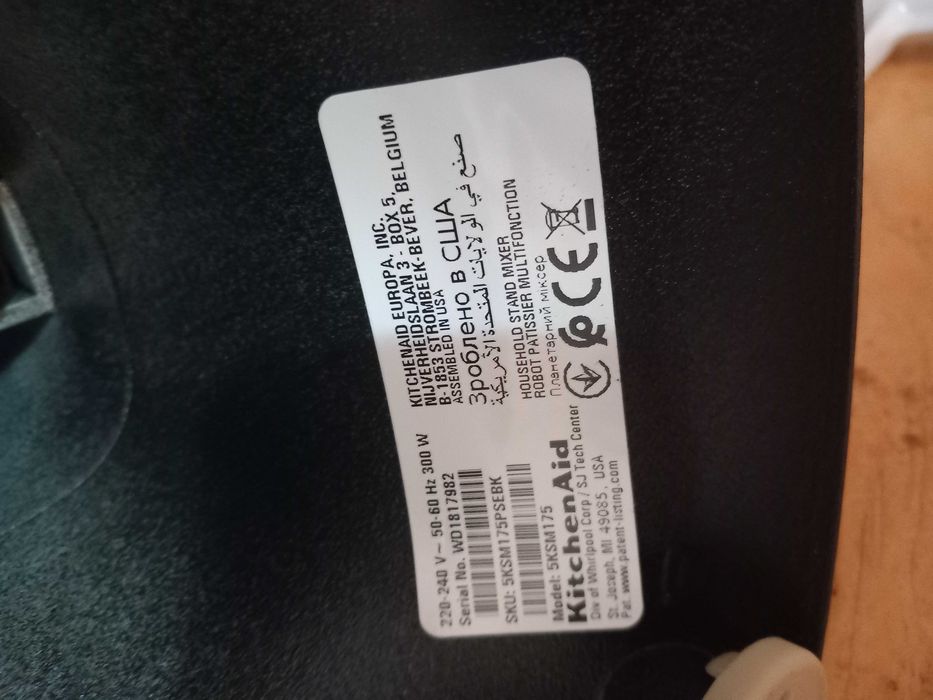 220-240 V~ 50-60 Hz 300 W
Serial No. WD1817982
SKU: 5KSM175PSEBK
Model: 5KSM175
KitchenAid
Div of Whirlpool Corp / SJ Tech Center
St. Joseph, MI 49085, USA
Pat. www.patent-listing.com
KITCHENAID EUROPA, INC.
NIJVERHEIDSLAAN 3 - BOX 5,
B-1853 STROMBEEK-BEVER, BELGIUM
ASSEMBLED IN USA
Зроблено в США
صنع في الولايات المتحدة الأمريكية
HOUSEHOLD STAND MIXER
ROBOT PATISSIER MULTIFONCTION
Планетарний міксер
CE